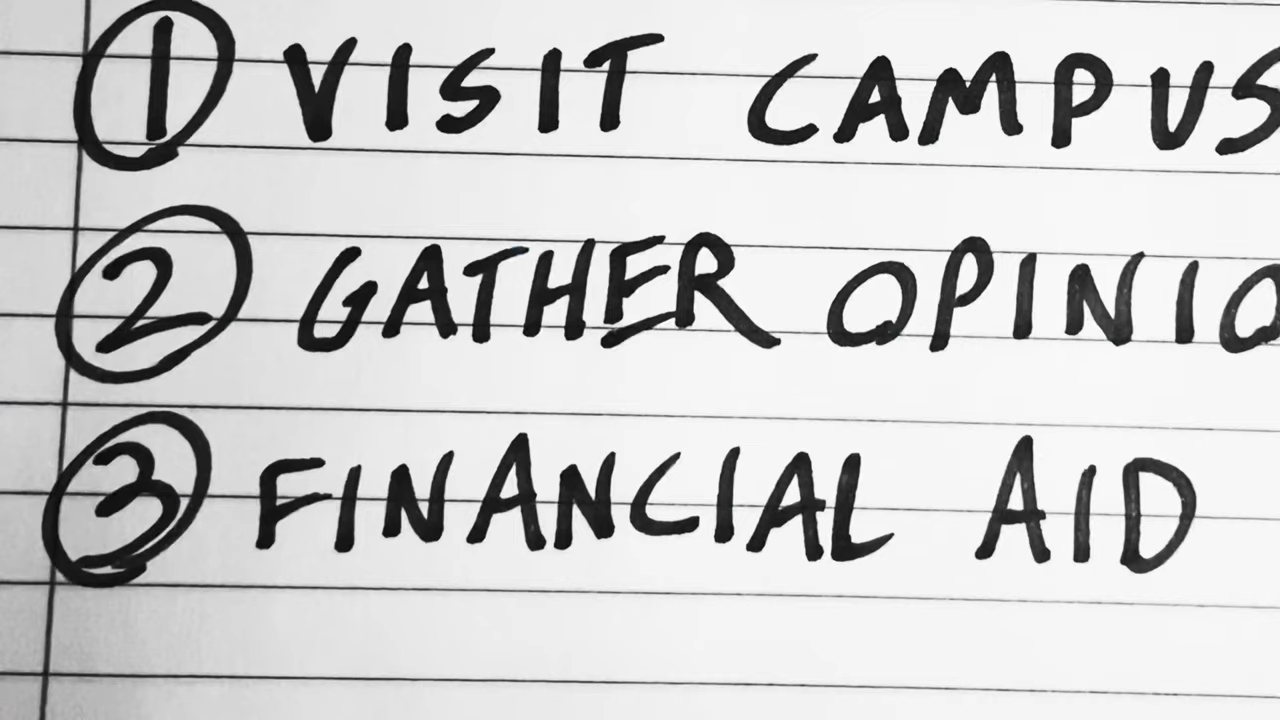 ① VISIT CAMPUS
② GATHER OPINIO
③ FINANCIAL AID